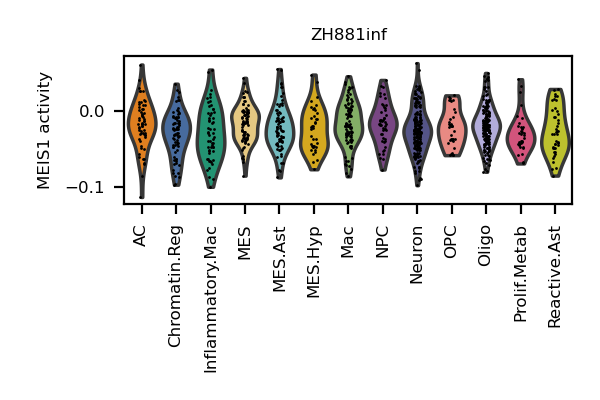 ZH881inf
MEIS1 activity
0.0
−0.1
AC
Chromatin.Reg
Inflammatory.Mac
MES
MES.Ast
MES.Hyp
Mac
NPC
Neuron
OPC
Oligo
Prolif.Metab
Reactive.Ast